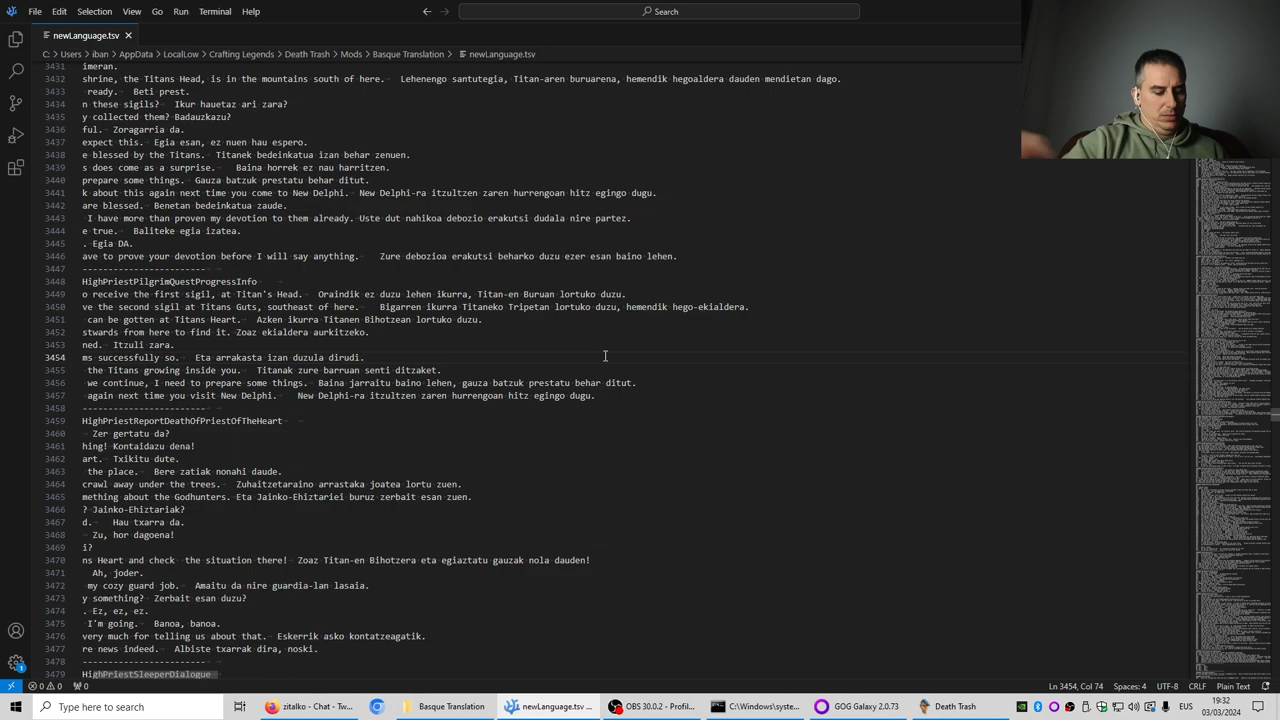 File Edit Selection View Go Run Terminal Help
Search
newLanguage.tsv
C: > Users > iban > AppData > LocalLow > Crafting Legends > Death Trash > Mods > Basque Translation > newLanguage.tsv
3431 imeran.
3432 shrine, the Titans Head, is in the mountains south of here. Lehenengo santutegia, Titan-aren buruarena, hemendik hegoaldera dauden mendietan dago.
3433 ready. Beti prest.
3434 n these sigils? Ikur hauetaz ari zara?
3435 y collected them? Badauzkazu?
3436 ful. Zoragarria da.
3437 expect this. Egia esan, ez nuen hau espero.
3438 e blessed by the Titans. Titanek bedeinkatua izan behar zenuen.
3439 s does come as a surprise. Baina horrek ez nau harritzen.
3440 prepare some things. Gauza batzuk prestatu behar ditut.
3441 k about this again next time you come to New Delphi. New Delphi-ra itzultzen zaren hurrengoan hitz egingo dugu.
3442 are blessed. Benetan bedeinkatua zaude.
3443 I have more than proven my devotion to them already. Uste dut nahikoa debozio erakutsi dudala nire partez.
3444 e true. Baliteke egia izatea.
3445 . Egia DA.
3446 ave to prove your devotion before I will say anything. Zure debozioa erakutsi beharko duzu ezer esan baino lehen.
3447 ------------------------
3448 HighPriestPilgrimQuestProgressInfo
3449 o receive the first sigil, at Titan's Head. Oraindik ez duzu lehen ikurra, Titan-en Buruan lortuko duzu.
3450 ve the second sigil at Titans Guts, southeast of here. Bigarren ikurra Titaneko Tripetan lortuko duzu, hemendik hego-ekialdera.
3451 can be gotten at Titans Heart. Azken ikurra Titanen Bihotzean lortuko duzu.
3452 stwards from here to find it. Zoaz ekialdera aurkitzeko.
3453 ned. Itzuli zara.
3454 ms successfully so. Eta arrakasta izan duzula dirudi.
3455 the Titans growing inside you. Titanak zure barruan senti ditzaket.
3456 we continue, I need to prepare some things. Baina jarraitu baino lehen, gauza batzuk prestatu behar ditut.
3457 again next time you visit New Delphi. New Delphi-ra itzultzen zaren hurrengoan hitz egingo dugu.
3458 ------------------------
3459 HighPriestReportDeathOfPriestOfTheHeart
3460 Zer gertatu da?
3461 hing! Kontaidazu dena!
3462 art. Txikitu dute.
3463 the place. Bere zatiak nonahi daude.
3464 crawl away under the trees. Zuhaitzetaraino arrastaka joatea lortu zuen.
3465 mething about the Godhunters. Eta Jainko-Ehiztariei buruz zerbait esan zuen.
3466 ? Jainko-Ehiztariak?
3467 d. Hau txarra da.
3468 Zu, hor dagoena!
3469 i?
3470 ns Heart and check the situation there! Zoaz Titanen bihotzera eta egiaztatu gauzak nola dauden!
3471 Ah, joder.
3472 my cozy guard job. Amaitu da nire guardia-lan lasaia.
3473 y something? Zerbait esan duzu?
3474 . Ez, ez, ez.
3475 I'm going. Banoa, banoa.
3476 very much for telling us about that. Eskerrik asko kontatzeagatik.
3477 re news indeed. Albiste txarrak dira, noski.
3478 ------------------------
3479 HighPriestSleeperDialogue
0 0 0 Ln 3454, Col 74 Spaces: 4 UTF-8 CRLF Plain Text
Type here to search
zitalko - Chat - Tw...
Basque Translation
newLanguage.tsv ...
OBS 30.0.2 - Profil...
C:\Windows\syste...
GOG Galaxy 2.0.73
Death Trash
EUS
19:32
03/03/2024